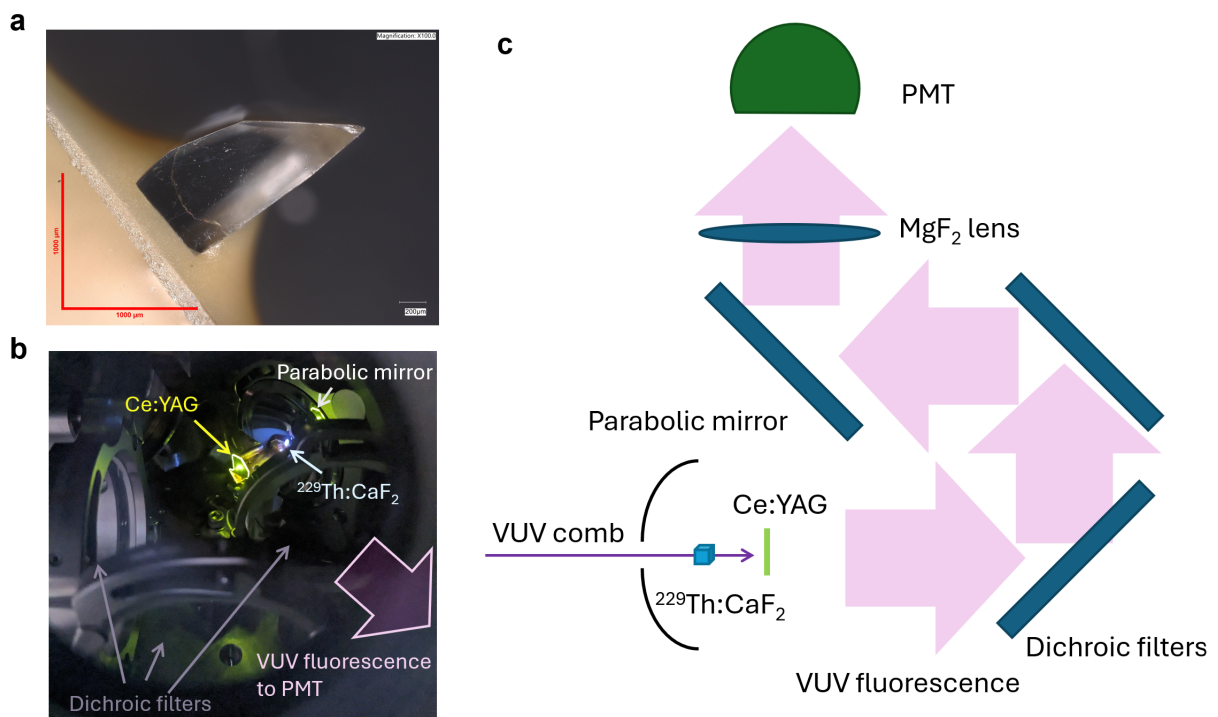 a
Magnification: X100.0
1000 µm
1000 µm
200µm
b
Parabolic mirror
Ce:YAG
²²⁹Th:CaF₂
VUV fluorescence
to PMT
Dichroic filters
c
PMT
MgF₂ lens
Parabolic mirror
Ce:YAG
VUV comb
²²⁹Th:CaF₂
Dichroic filters
VUV fluorescence